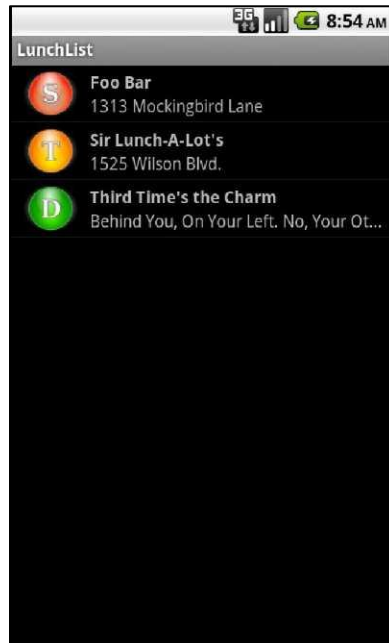 3G 8:54 AM
LunchList
S
Foo Bar
1313 Mockingbird Lane
T
Sir Lunch-A-Lot's
1525 Wilson Blvd.
D
Third Time's the Charm
Behind You, On Your Left. No, Your Ot...